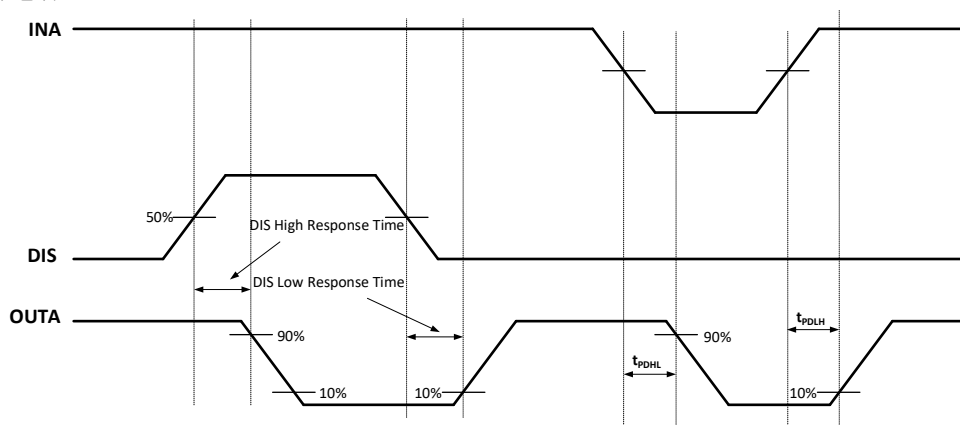 INA
50%
DIS High Response Time
DIS
DIS Low Response Time
OUTA
90%
10%
10%
tPDHL
90%
tPDLH
10%